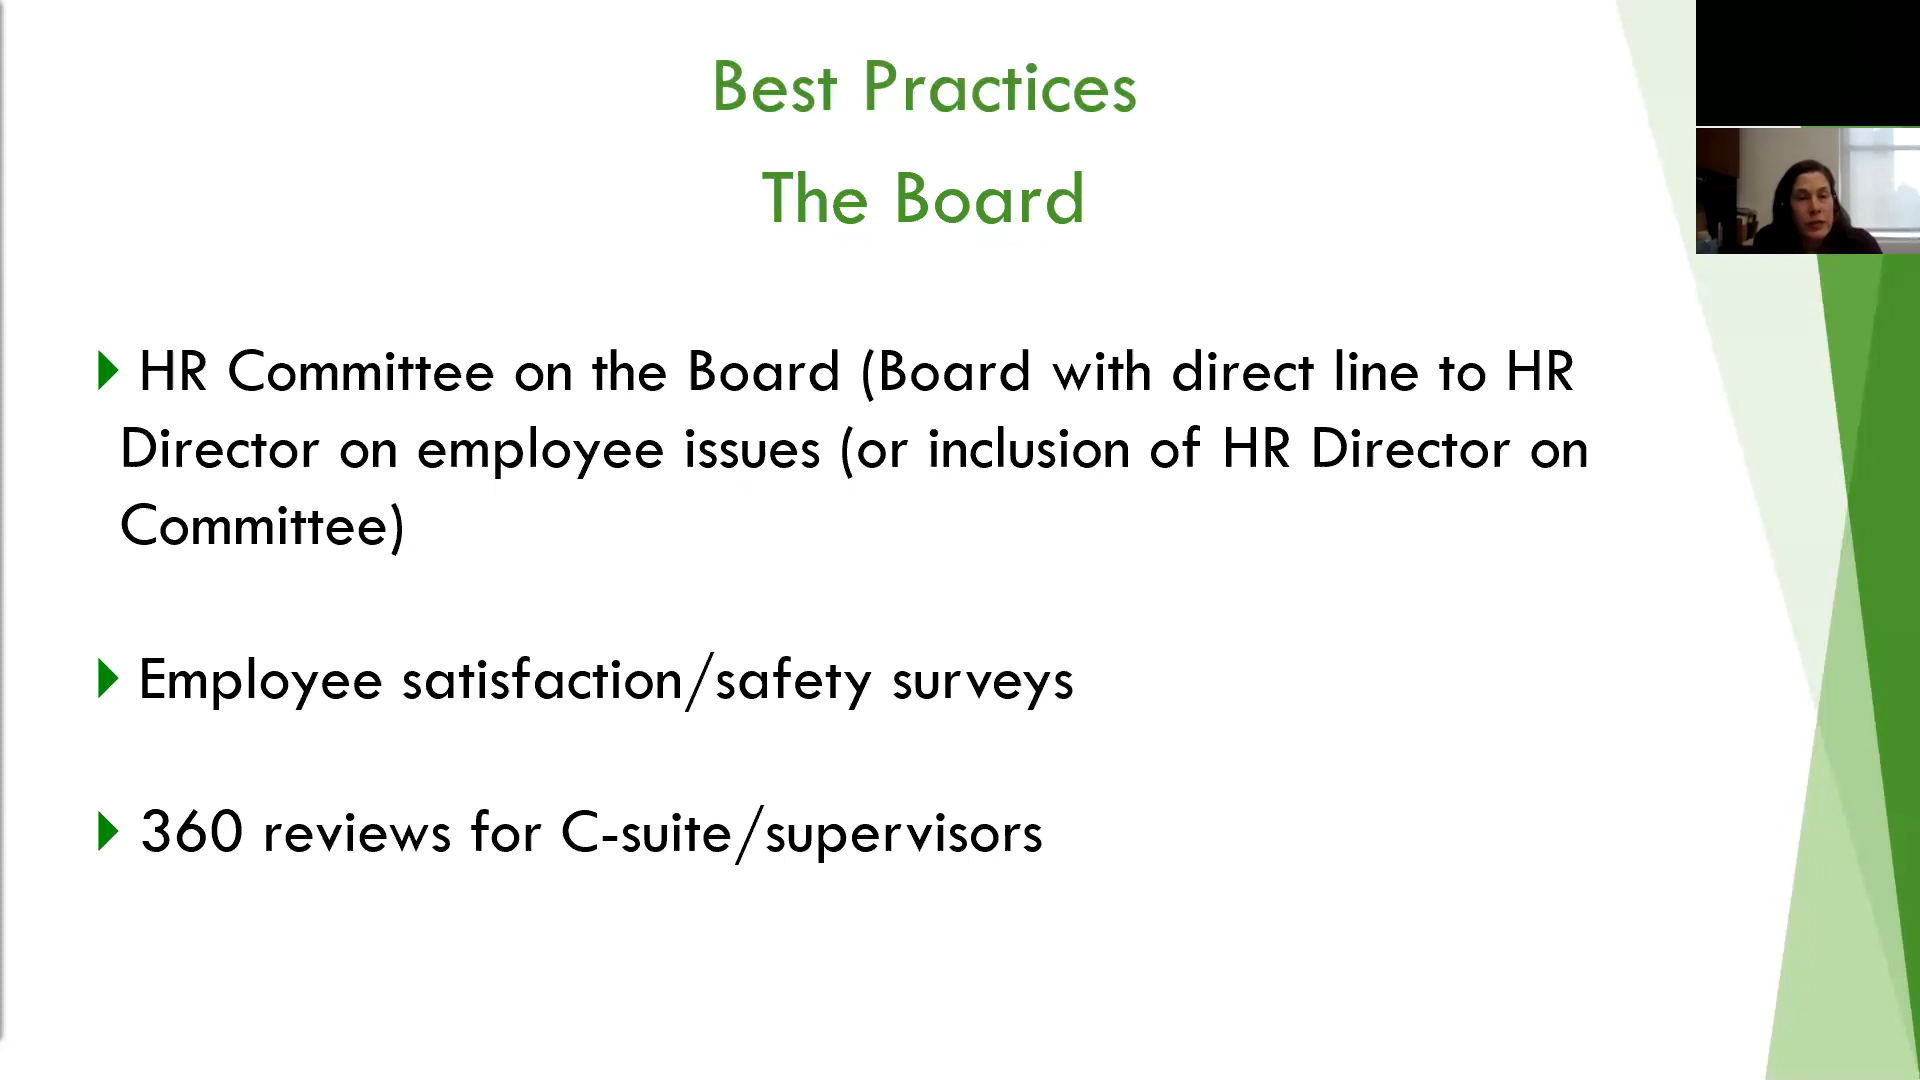 Best Practices
The Board
HR Committee on the Board (Board with direct line to HR
Director on employee issues (or inclusion of HR Director on
Committee)
Employee satisfaction/safety surveys
360 reviews for C-suite/supervisors